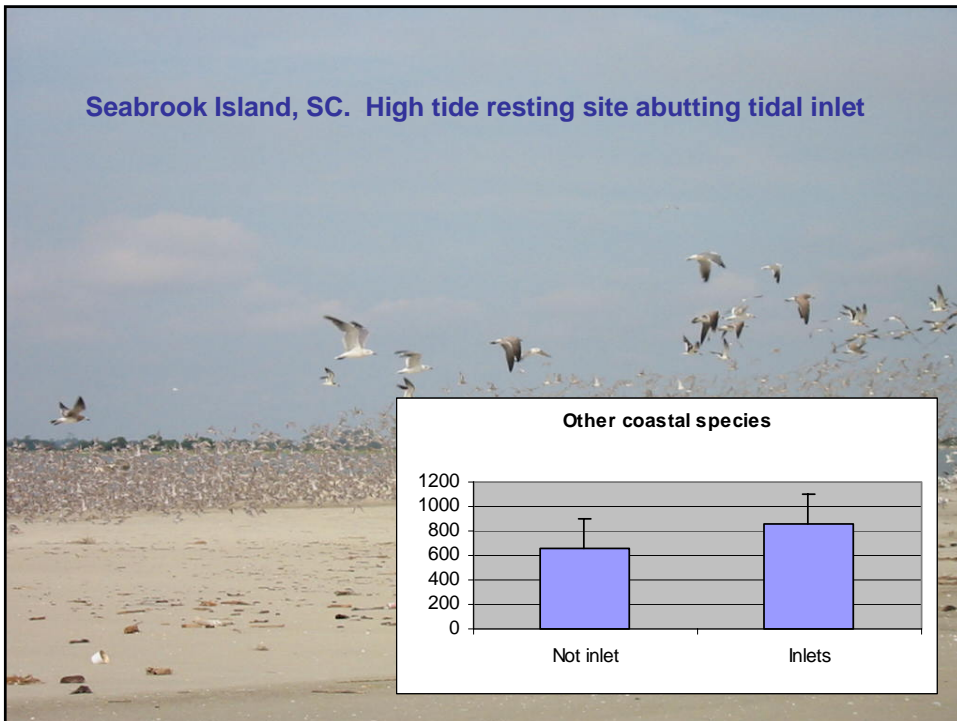 Seabrook Island, SC. High tide resting site abutting tidal inlet
Other coastal species
1200
1000
800
600
400
200
0
Not inlet
Inlets